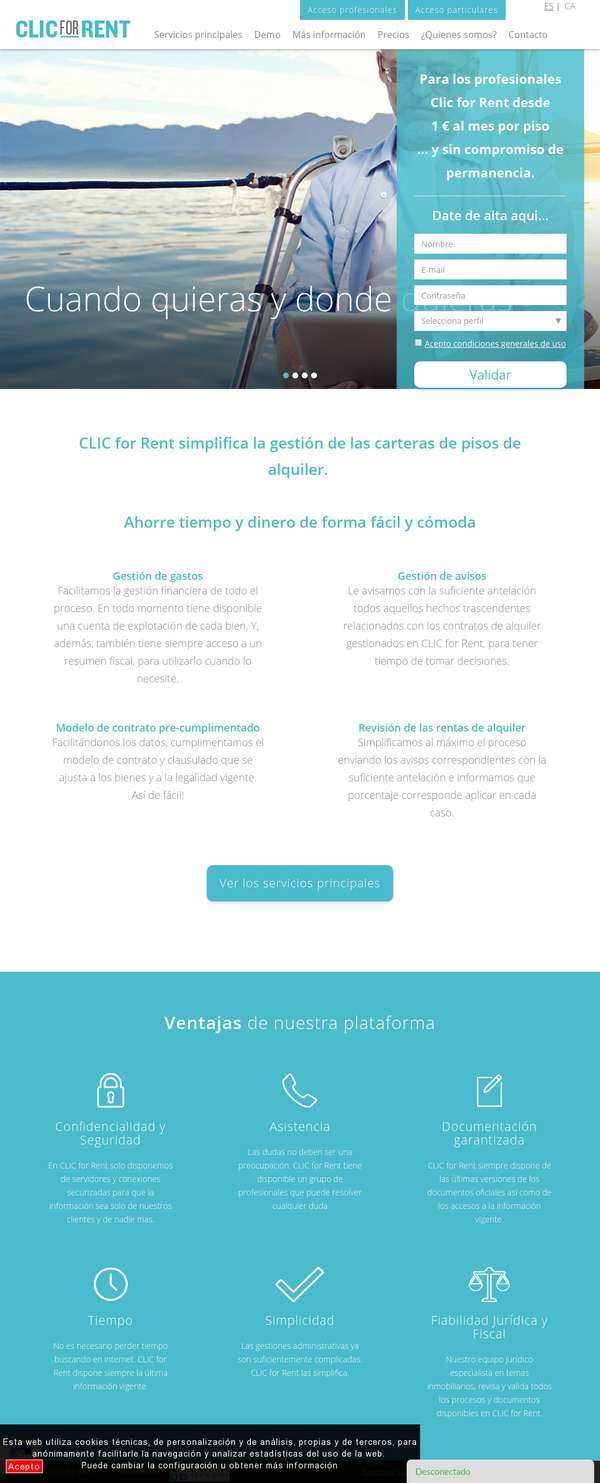 Acceso profesionales
Acceso particulares
ES | CA
CLIC FOR RENT
Servicios principales
Demo
Más información
Precios
¿Quienes somos?
Contacto
Para los profesionales
Clic for Rent desde
1 € al mes por piso
... y sin compromiso de
permanencia.
Date de alta aqui...
Nombre
E-mail
Contraseña
Selecciona perfil
Acepto condiciones generales de uso
Validar
Cuando quieras y donde quieras
CLIC for Rent simplifica la gestión de las carteras de pisos de
alquiler.
Ahorre tiempo y dinero de forma fácil y cómoda
Gestión de gastos
Facilitamos la gestión financiera de todo el
proceso. En todo momento tiene disponible
una cuenta de explotación de cada bien. Y,
además, también tiene siempre acceso a un
resumen fiscal, para utilizarlo cuando lo
necesite.
Gestión de avisos
Le avisamos con la suficiente antelación
todos aquellos hechos trascendentes
relacionados con los contratos de alquiler
gestionados en CLIC for Rent, para tener
tiempo de tomar decisiones.
Modelo de contrato pre-cumplimentado
Facilitándonos los datos, cumplimentamos el
modelo de contrato y clausulado que se
ajusta a los bienes y a la legalidad vigente.
Así de fácil!
Revisión de las rentas de alquiler
Simplificamos al máximo el proceso
enviando los avisos correspondientes con la
suficiente antelación e informamos que
porcentaje corresponde aplicar en cada
caso.
Ver los servicios principales
Ventajas de nuestra plataforma
Confidencialidad y
Seguridad
En CLIC for Rent solo disponemos
de servidores y conexiones
securizadas para que la
información sea solo de nuestros
clientes y de nadie mas.
Asistencia
Las dudas no deben ser una
preocupación: CLIC for Rent tiene
disponible un grupo de
profesionales que puede resolver
cualquier duda
Documentación
garantizada
CLIC for Rent siempre dispone de
las últimas versiones de los
documentos oficiales así como de
los accesos a la información
vigente.
Tiempo
No es necesario perder tiempo
buscando en internet. CLIC for
Rent dispone siempre la última
información vigente.
Simplicidad
Las gestiones administrativas ya
son suficientemente complicadas.
CLIC for Rent las simplifica.
Fiabilidad Jurídica y
Fiscal
Nuestro equipo jurídico
especialista en temas
inmobiliarios, revisa y valida todos
los procesos y documentos
disponibles en CLIC for Rent.
Esta web utiliza cookies técnicas, de personalización y de análisis, propias y de terceros, para
anónimamente facilitarle la navegación y analizar estadísticas del uso de la web.
Acepto
Puede cambiar la configuración u obtener más información
Desconectado